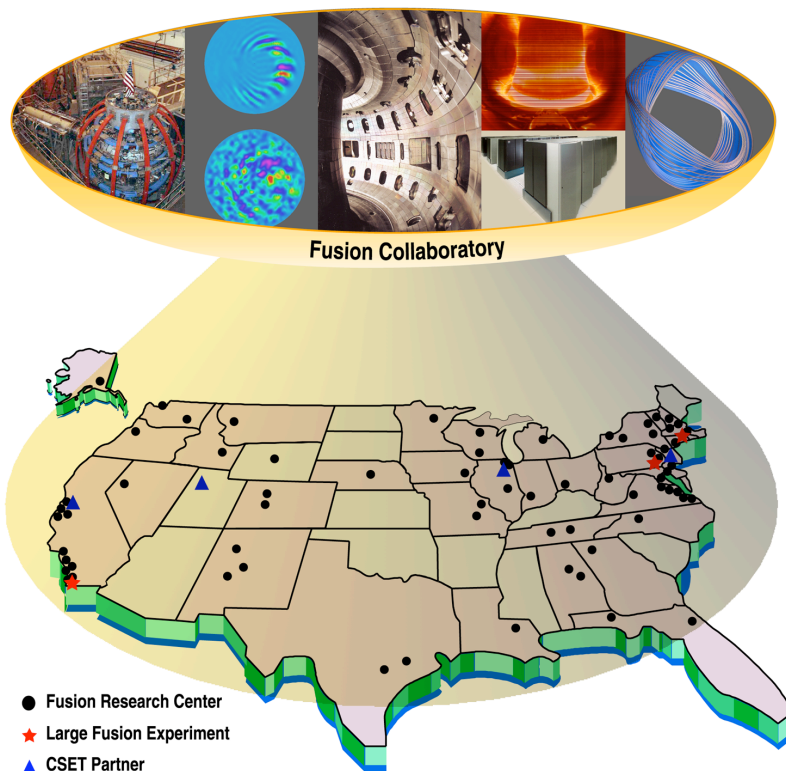 Fusion Collaboratory
Fusion Research Center
Large Fusion Experiment
CSET Partner